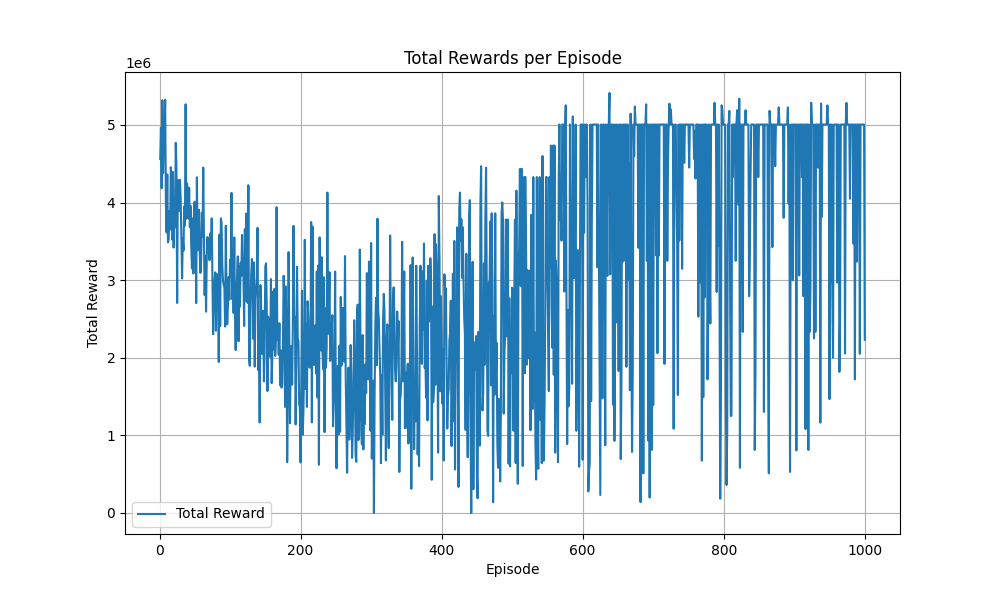 Total Rewards per Episode
1e6
5
4
3
2
1
0
Total Reward
Total Reward
0 200 400 600 800 1000
Episode